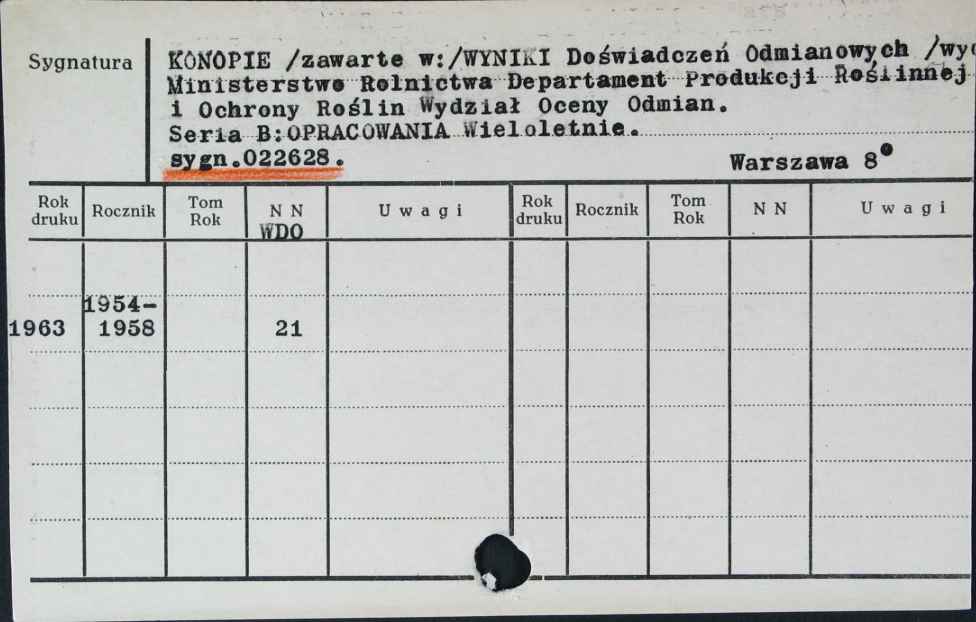 Sygnatura
KONOPIE /zawarte w:/WYNIKI Doświadczeń Odmianowych
Ministerstwo Rolnictwa Departament Produkcji Roślinnej
i Ochrony Roślin Wydział Oceny Odmian.
Seria B:OPRACOWANIA Wieloletnie.
sygn.022628.
Warszawa 8°
Rok druku Rocznik Tom Rok N N Uwagi Rok druku Rocznik Tom Rok N N Uwagi
WDO
1954-
1963 1958 21